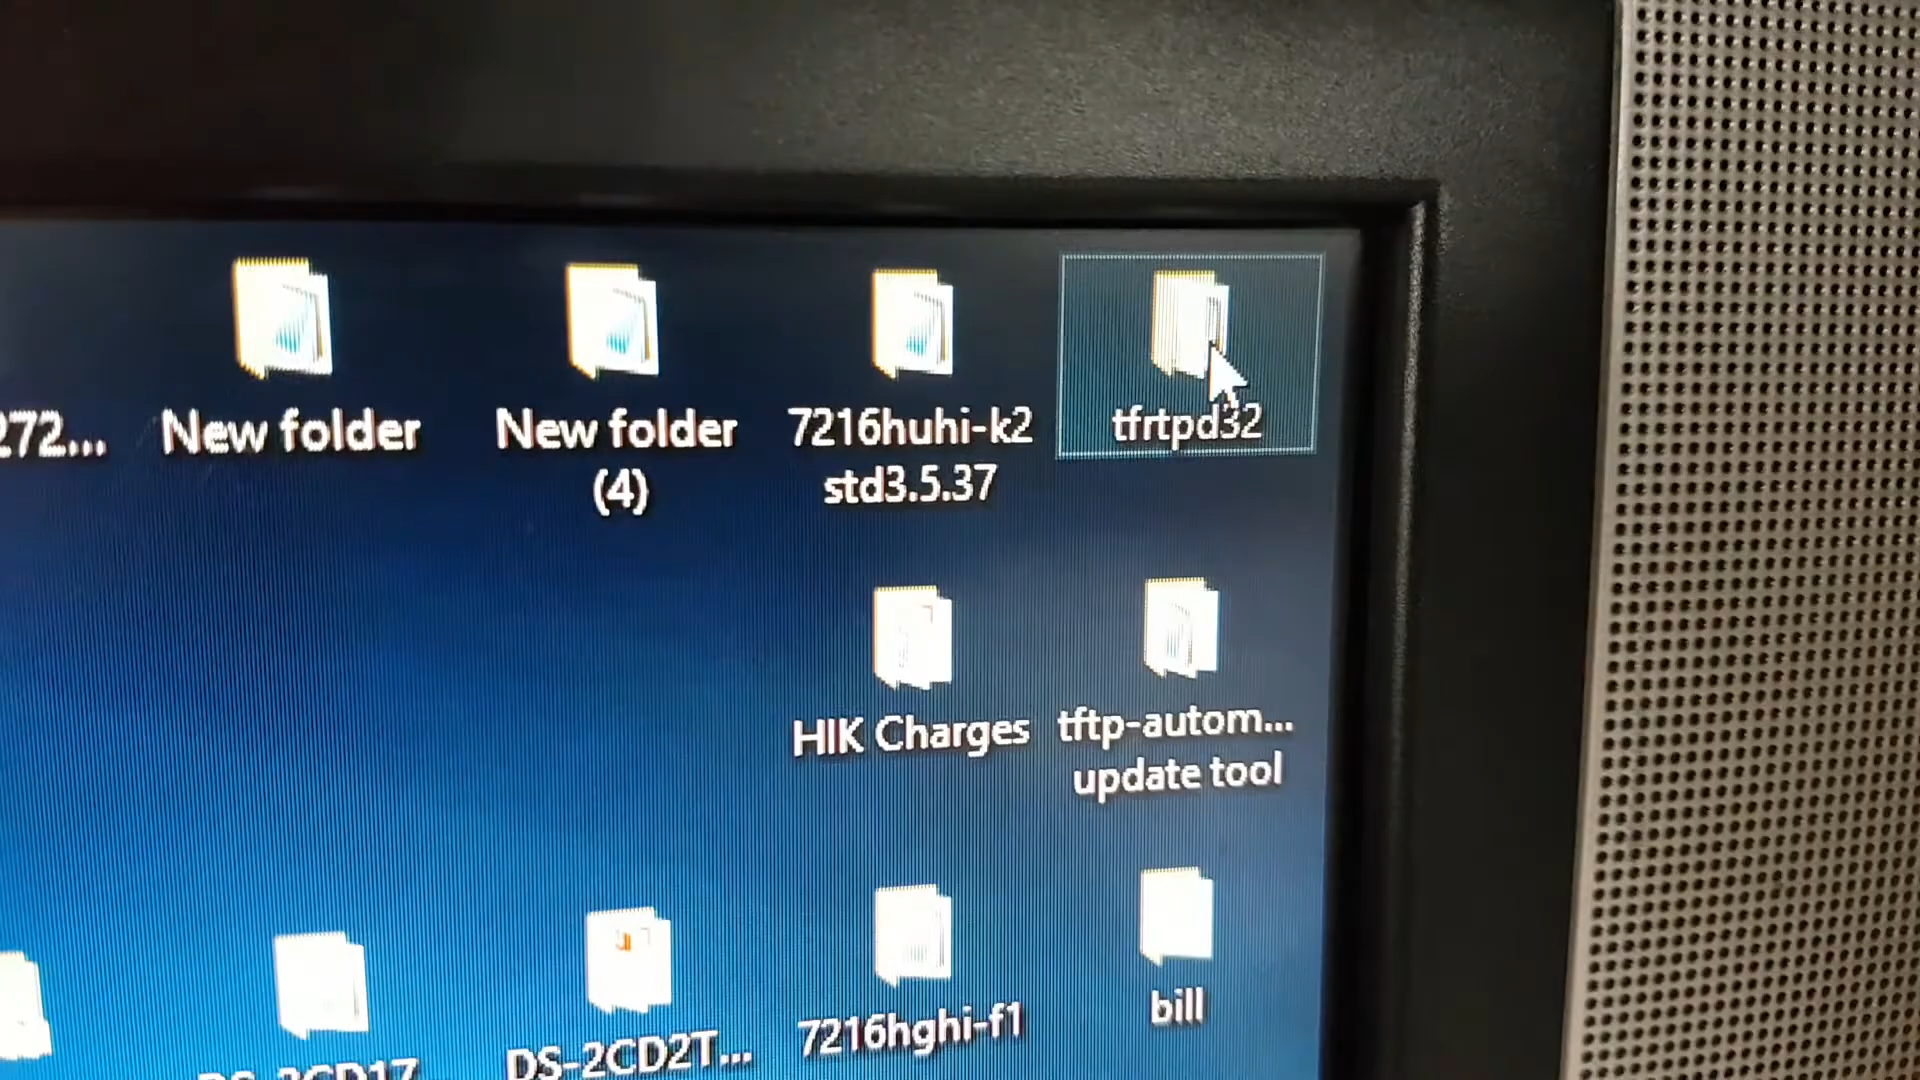 272...
New folder
New folder
(4)
7216huhi-k2
std3.5.37
tfrtpd32
HIK Charges
tftp-autom...
update tool
DS-2CD2T...
7216hghi-f1
bill